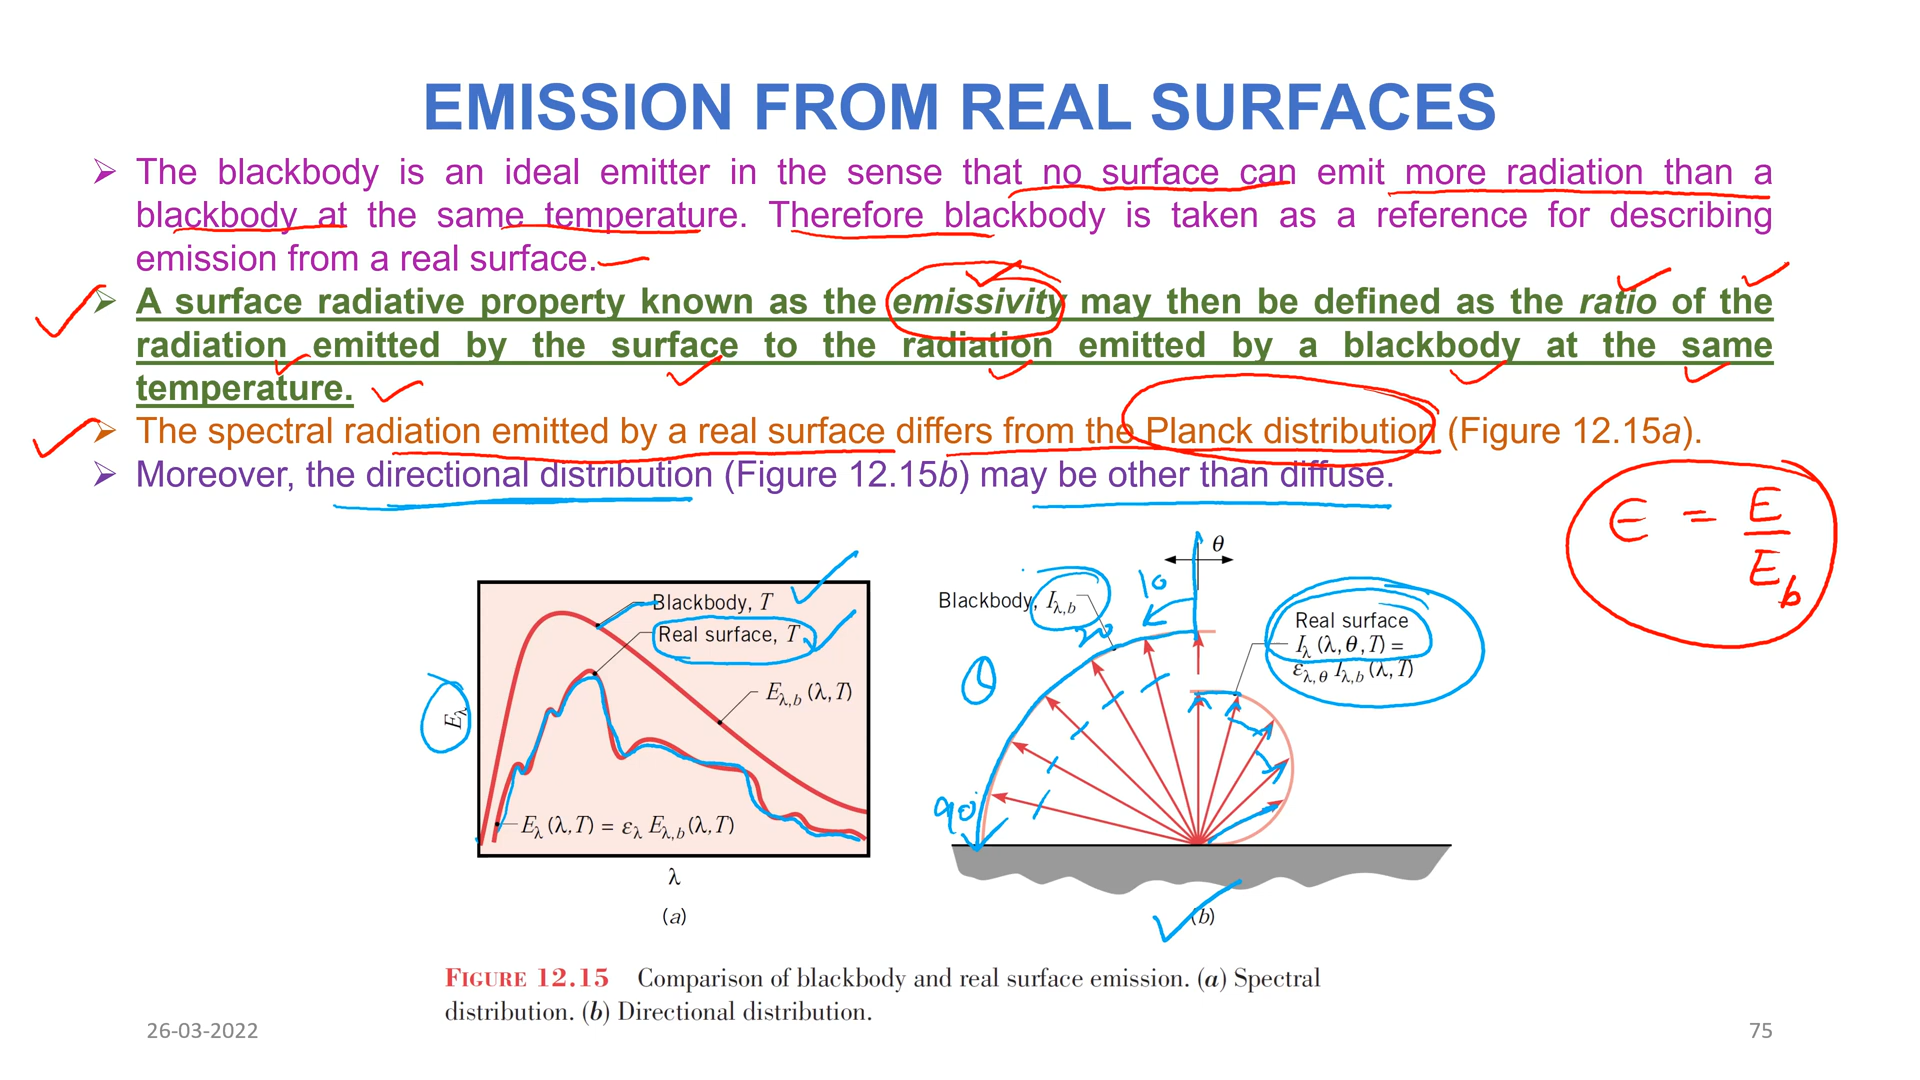 EMISSION FROM REAL SURFACES
➢ The blackbody is an ideal emitter in the sense that no surface can emit more radiation than a
blackbody at the same temperature. Therefore blackbody is taken as a reference for describing
emission from a real surface.
➢ A surface radiative property known as the emissivity may then be defined as the ratio of the
radiation emitted by the surface to the radiation emitted by a blackbody at the same
temperature.
➢ The spectral radiation emitted by a real surface differs from the Planck distribution (Figure 12.15a).
➢ Moreover, the directional distribution (Figure 12.15b) may be other than diffuse.
ϵ = E / E_b
Blackbody, T
Real surface, T
E_λ,b (λ,T)
E_λ
E_λ (λ,T) = ε_λ E_λ,b (λ,T)
λ
(a)
θ
10
Blackbody, I_λ,b
20
Real surface
I_λ (λ,θ,T) =
ε_λ,θ I_λ,b (λ,T)
90
(b)
FIGURE 12.15 Comparison of blackbody and real surface emission. (a) Spectral
distribution. (b) Directional distribution.
26-03-2022
75